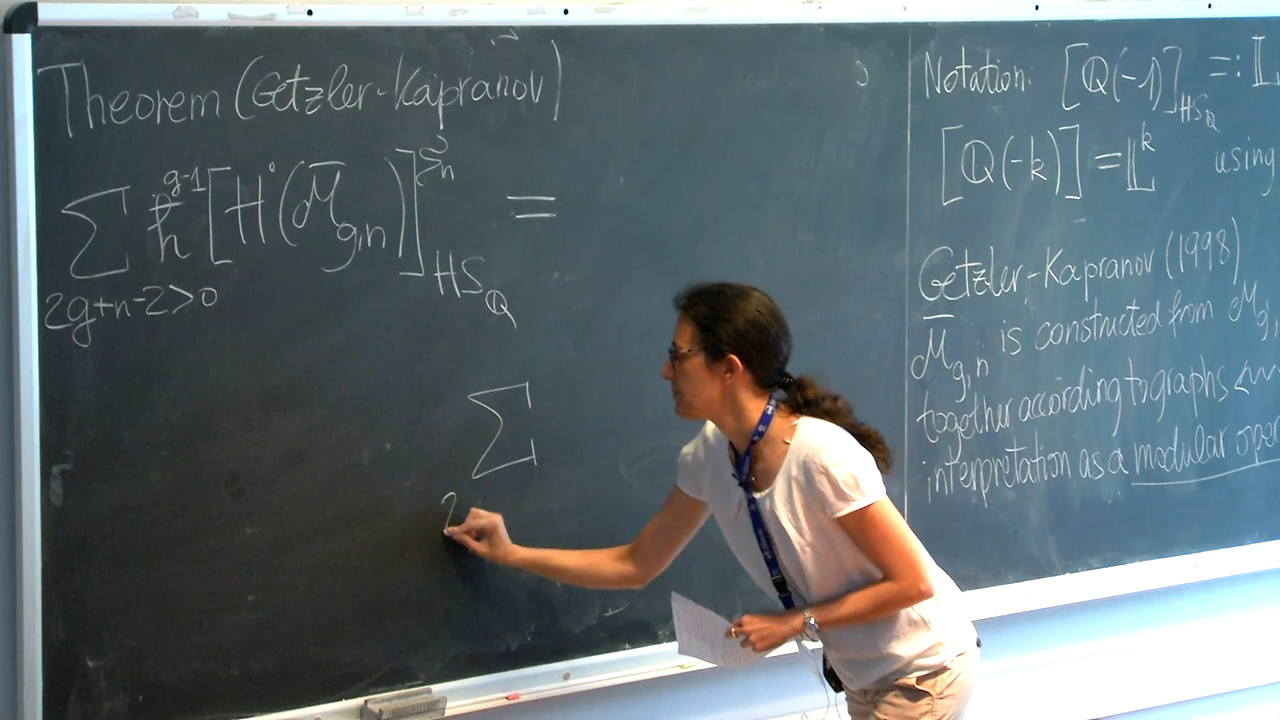 Theorem (Getzler-Kapranov)
∑ ℏ^{g-1} [H^•(M̅_{g,n})]^{S_n}_{HS_Q} =
2g+n-2>0
∑
2
Notation: [Q(-1)]_{HS_Q} =: L
[Q(-k)] = L^k using
Getzler-Kapranov (1998)
M̅_{g,n} is constructed from M_{g,
together according to graphs
interpretation as a modular oper